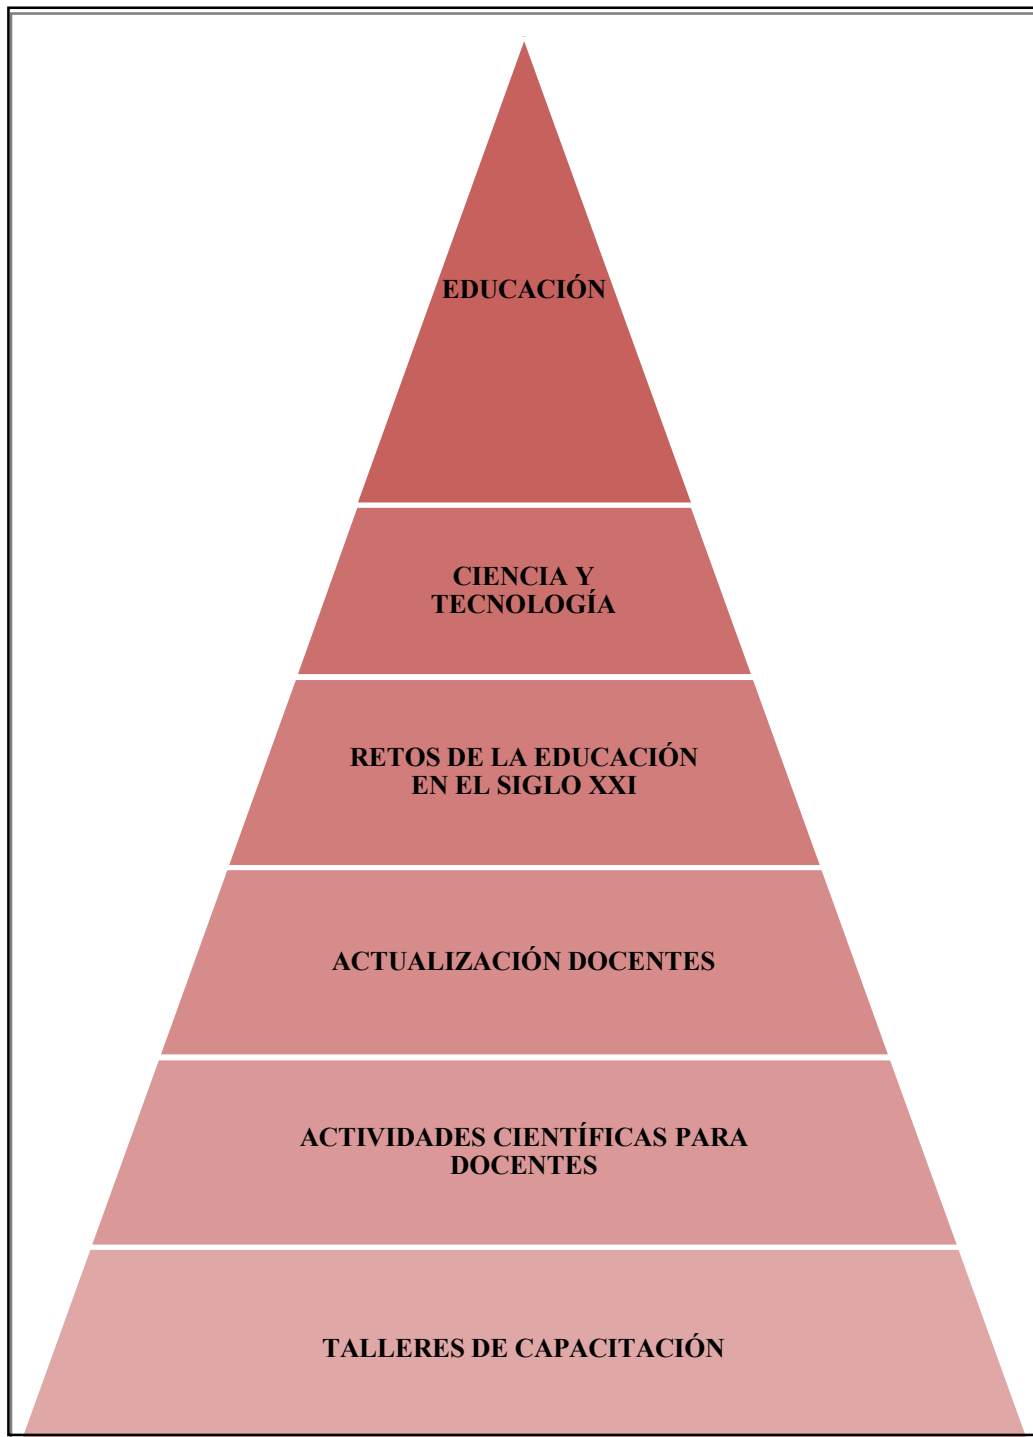 EDUCACIÓN
CIENCIA Y
TECNOLOGÍA
RETOS DE LA EDUCACIÓN
EN EL SIGLO XXI
ACTUALIZACIÓN DOCENTES
ACTIVIDADES CIENTÍFICAS PARA
DOCENTES
TALLERES DE CAPACITACIÓN